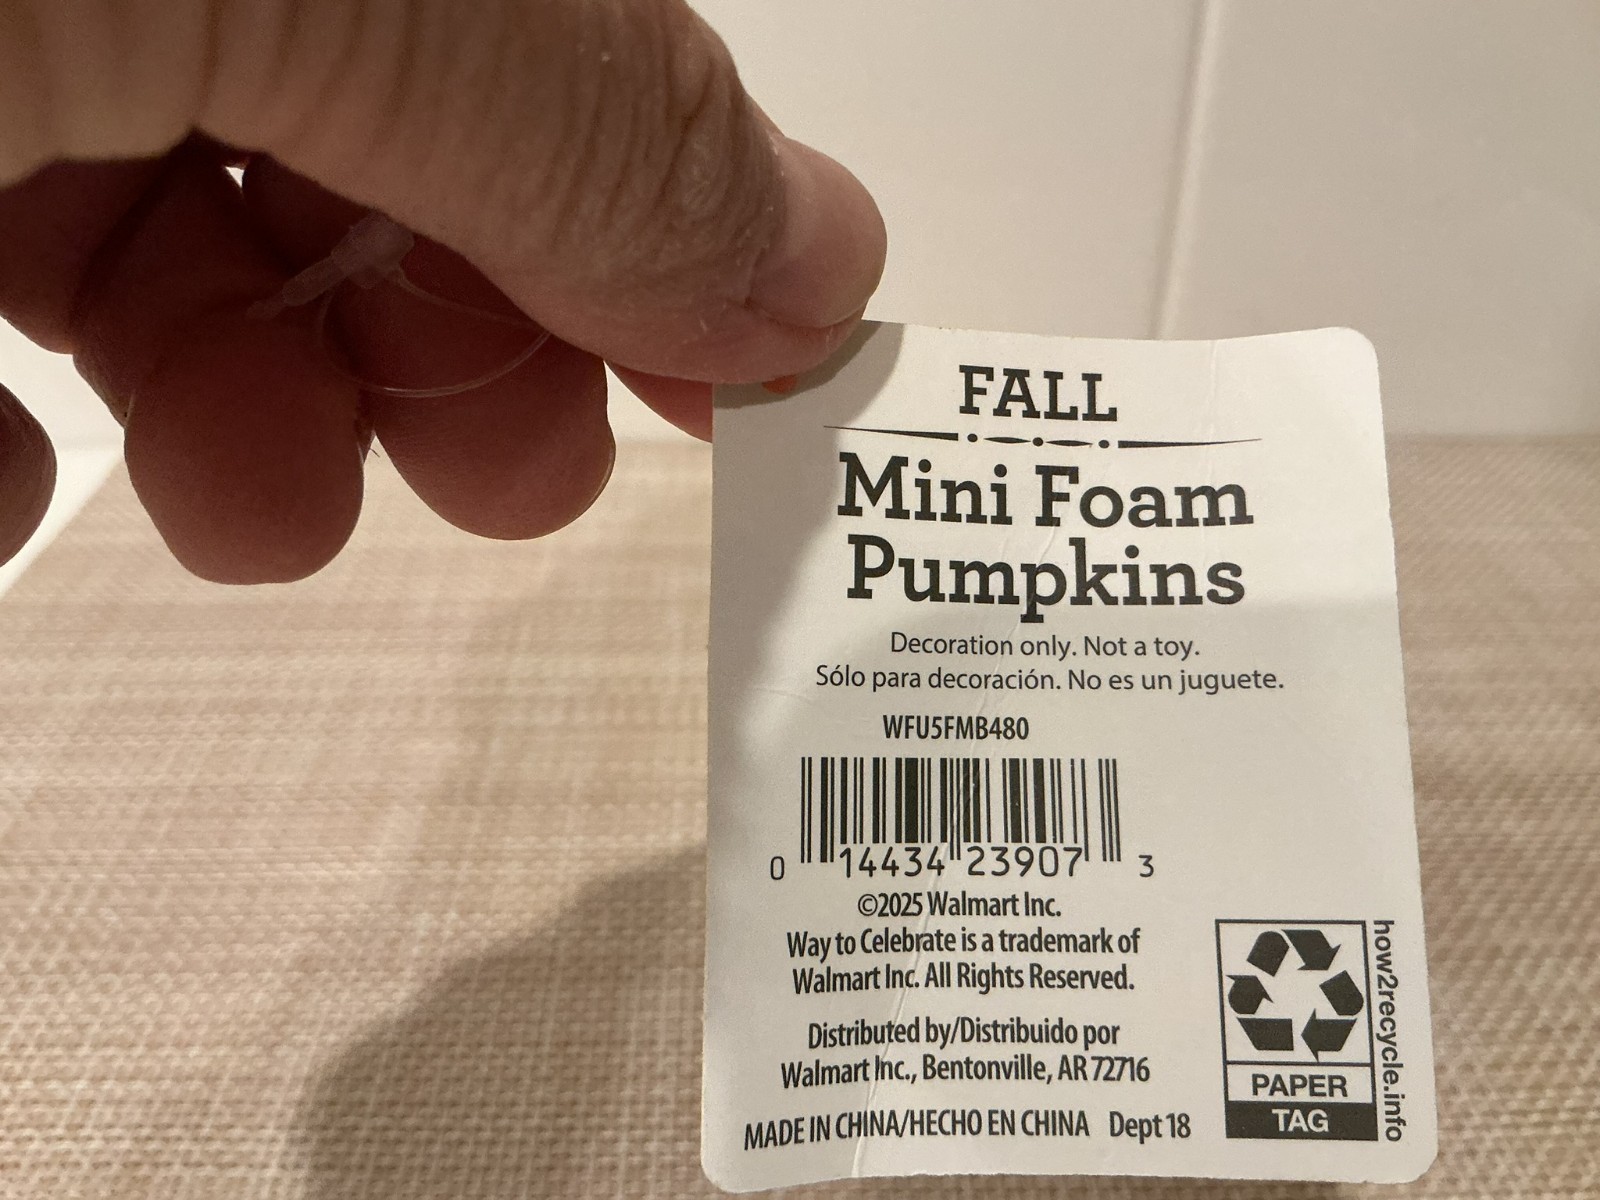 FALL
Mini Foam
Pumpkins
Decoration only. Not a toy.
Sólo para decoración. No es un juguete.
WFU5FMB480
0 14434 23907 3
©2025 Walmart Inc.
Way to Celebrate is a trademark of
Walmart Inc. All Rights Reserved.
Distributed by/Distribuido por
Walmart Inc., Bentonville, AR 72716
MADE IN CHINA/HECHO EN CHINA Dept 18
PAPER
TAG
how2recycle.info